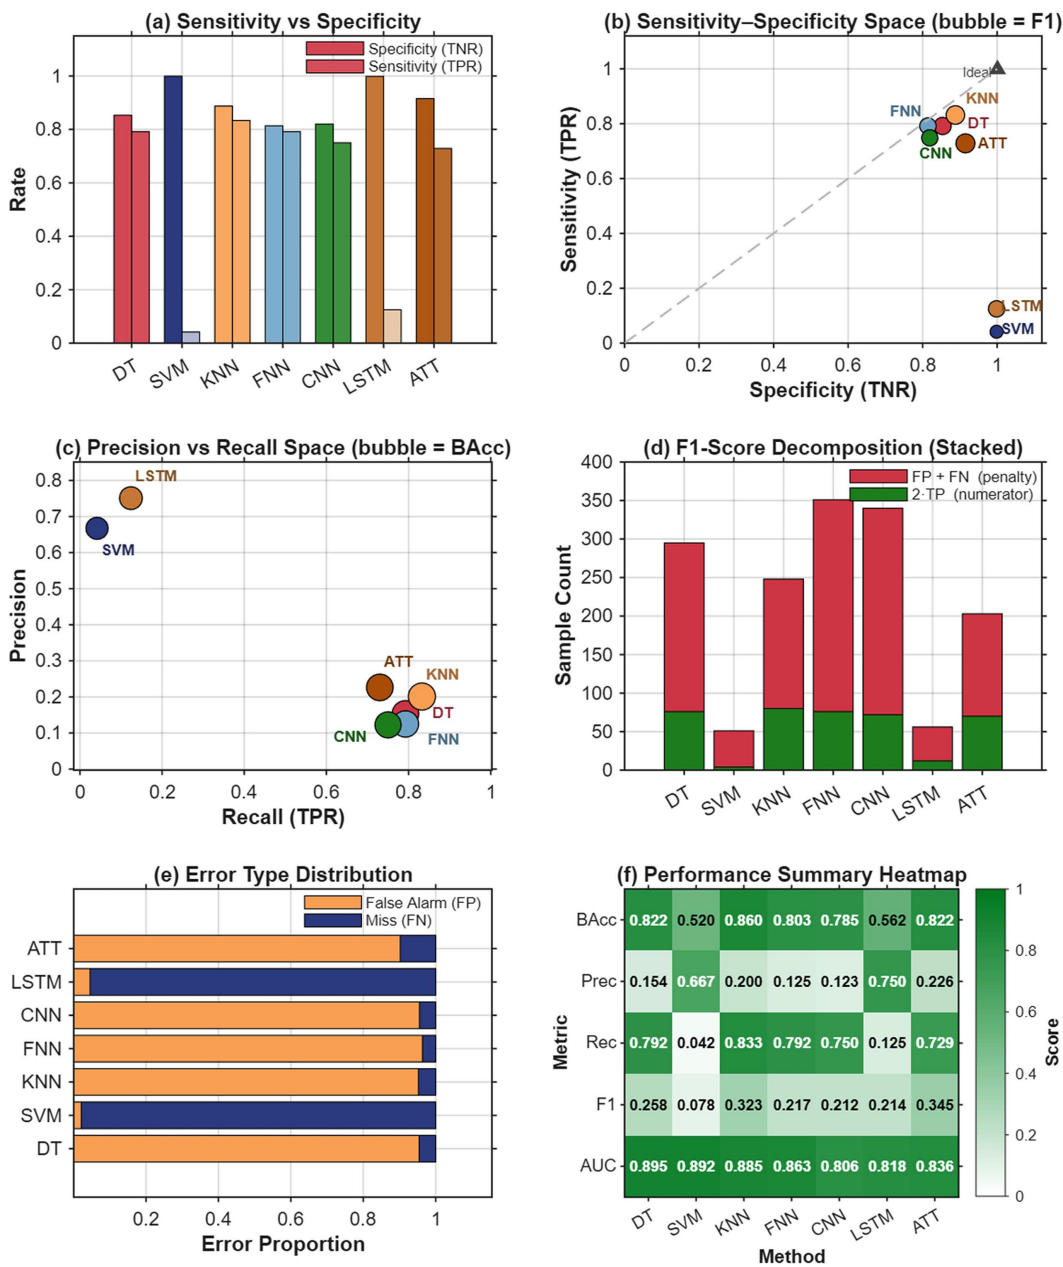 (a) Sensitivity vs Specificity
Specificity (TNR)
Sensitivity (TPR)
Rate
1
0.8
0.6
0.4
0.2
0
DT
SVM
KNN
FNN
CNN
LSTM
ATT
(b) Sensitivity–Specificity Space (bubble = F1)
Sensitivity (TPR)
1
0.8
0.6
0.4
0.2
0
Ideal
KNN
FNN
DT
ATT
CNN
LSTM
SVM
0
0.2
0.4
0.6
0.8
1
Specificity (TNR)
(c) Precision vs Recall Space (bubble = BAcc)
Precision
0.8
0.7
0.6
0.5
0.4
0.3
0.2
0.1
0
LSTM
SVM
ATT
KNN
DT
CNN
FNN
0
0.2
0.4
0.6
0.8
1
Recall (TPR)
(d) F1-Score Decomposition (Stacked)
FP + FN (penalty)
2·TP (numerator)
Sample Count
400
350
300
250
200
150
100
50
0
DT
SVM
KNN
FNN
CNN
LSTM
ATT
(e) Error Type Distribution
False Alarm (FP)
Miss (FN)
ATT
LSTM
CNN
FNN
KNN
SVM
DT
0.2
0.4
0.6
0.8
1
Error Proportion
(f) Performance Summary Heatmap
Metric
BAcc 0.822 0.520 0.860 0.803 0.785 0.562 0.822
Prec 0.154 0.667 0.200 0.125 0.123 0.750 0.226
Rec 0.792 0.042 0.833 0.792 0.750 0.125 0.729
F1 0.258 0.078 0.323 0.217 0.212 0.214 0.345
AUC 0.895 0.892 0.885 0.863 0.806 0.818 0.836
DT
SVM
KNN
FNN
CNN
LSTM
ATT
Method
1
0.8
0.6
0.4
0.2
0
Score